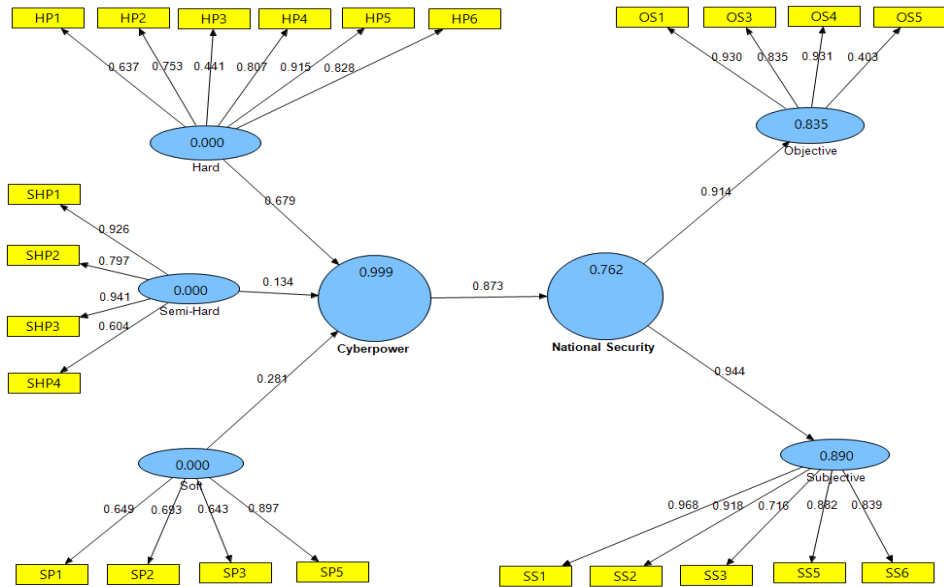 HP1 HP2 HP3 HP4 HP5 HP6
OS1 OS3 OS4 OS5
0.637 0.753 0.441 0.807 0.915 0.828
0.930 0.835 0.931 0.403
0.000
Hard
0.835
Objective
SHP1
SHP2
SHP3
SHP4
0.926
0.797
0.941
0.604
0.000
Semi-Hard
0.679
0.134
0.281
0.999
Cyberpower
0.873
0.762
National Security
0.914
0.944
0.000
Soft
0.890
Subjective
0.649 0.693 0.643 0.897
0.968 0.918 0.716 0.882 0.839
SP1 SP2 SP3 SP5
SS1 SS2 SS3 SS5 SS6